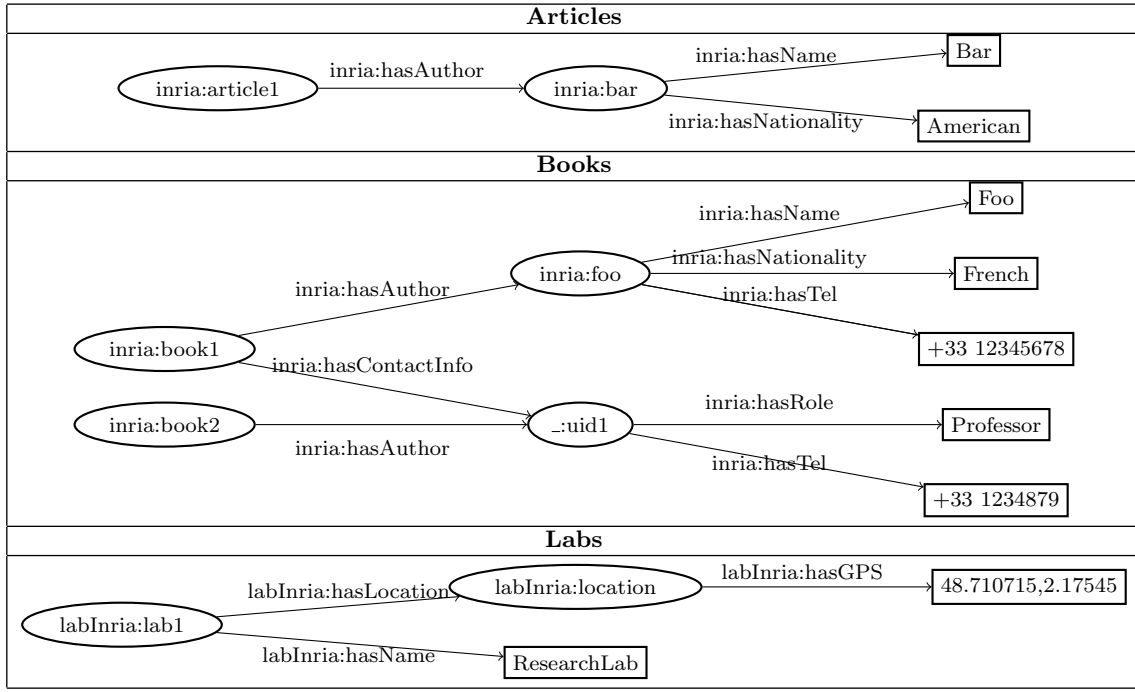 Articles
inria:hasName
Bar
inria:article1
inria:hasAuthor
inria:bar
inria:hasNationality
American
Books
inria:hasName
Foo
inria:foo
inria:hasNationality
French
inria:hasAuthor
inria:hasTel
+33 12345678
inria:book1
inria:hasContactInfo
inria:hasRole
inria:book2
inria:hasAuthor
_:uid1
Professor
inria:hasTel
+33 1234879
Labs
labInria:hasLocation
labInria:location
labInria:hasGPS
48.710715,2.17545
labInria:lab1
labInria:hasName
ResearchLab